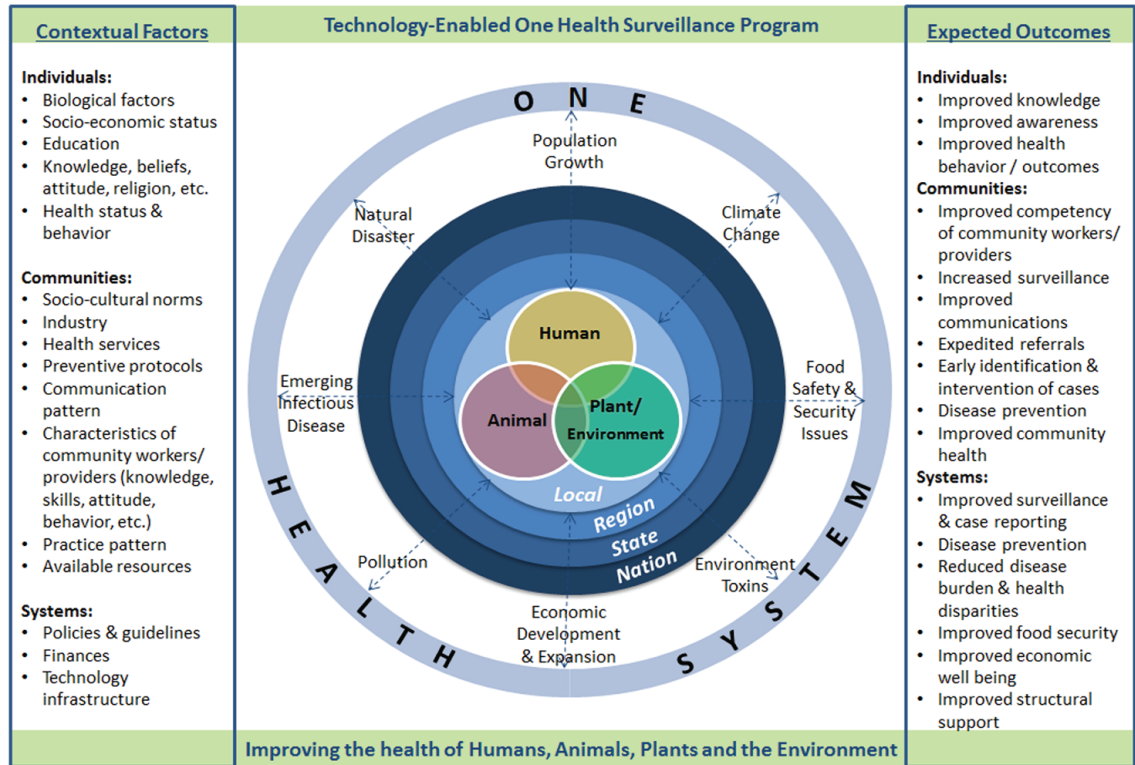 Contextual Factors
Individuals:
• Biological factors
• Socio-economic status
• Education
• Knowledge, beliefs,
attitude, religion, etc.
• Health status &
behavior
Communities:
• Socio-cultural norms
• Industry
• Health services
• Preventive protocols
• Communication
pattern
• Characteristics of
community workers/
providers (knowledge,
skills, attitude,
behavior, etc.)
• Practice pattern
• Available resources
Systems:
• Policies & guidelines
• Finances
• Technology
infrastructure
Technology-Enabled One Health Surveillance Program
ONE
HEALTH
SYSTEM
Population
Growth
Natural
Disaster
Climate
Change
Emerging
Infectious
Disease
Food
Safety &
Security
Issues
Pollution
Environment
Toxins
Economic
Development
& Expansion
Human
Animal
Plant/
Environment
Local
Region
State
Nation
Improving the health of Humans, Animals, Plants and the Environment
Expected Outcomes
Individuals:
• Improved knowledge
• Improved awareness
• Improved health
behavior / outcomes
Communities:
• Improved competency
of community workers/
providers
• Increased surveillance
• Improved
communications
• Expedited referrals
• Early identification &
intervention of cases
• Disease prevention
• Improved community
health
Systems:
• Improved surveillance
& case reporting
• Disease prevention
• Reduced disease
burden & health
disparities
• Improved food security
• Improved economic
well being
• Improved structural
support